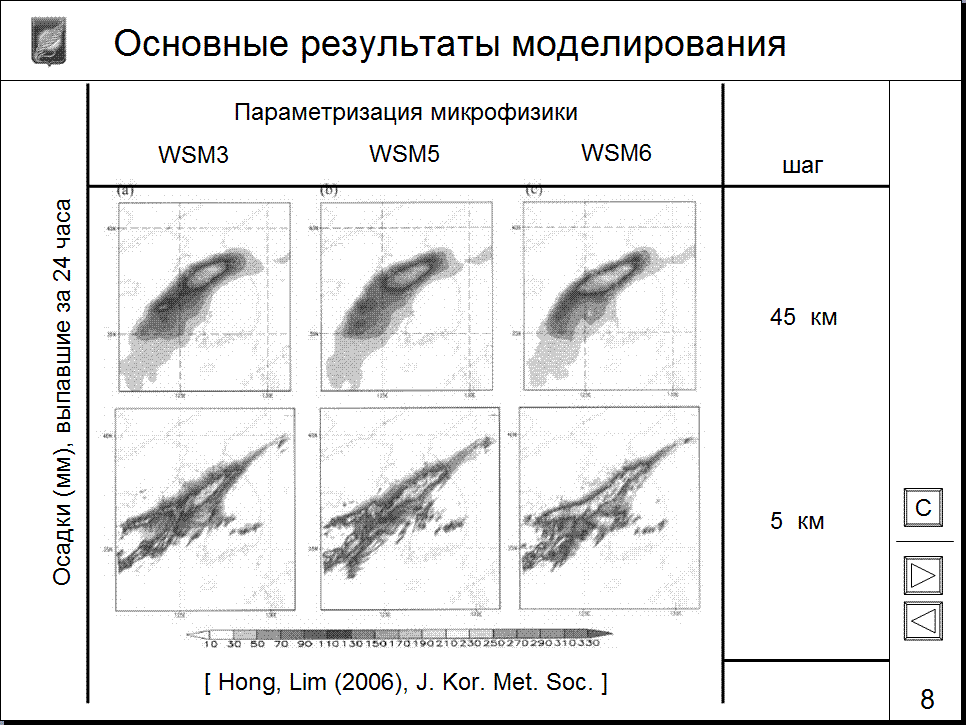 Основные результаты моделирования
Параметризация микрофизики
WSM3 WSM5 WSM6
шаг
Осадки (мм), выпавшие за 24 часа
(a) (b) (c)
45 км
5 км
10 30 50 70 90 110 130 150 170 190 210 230 250 270 290 310 330
[ Hong, Lim (2006), J. Kor. Met. Soc. ]
С
8